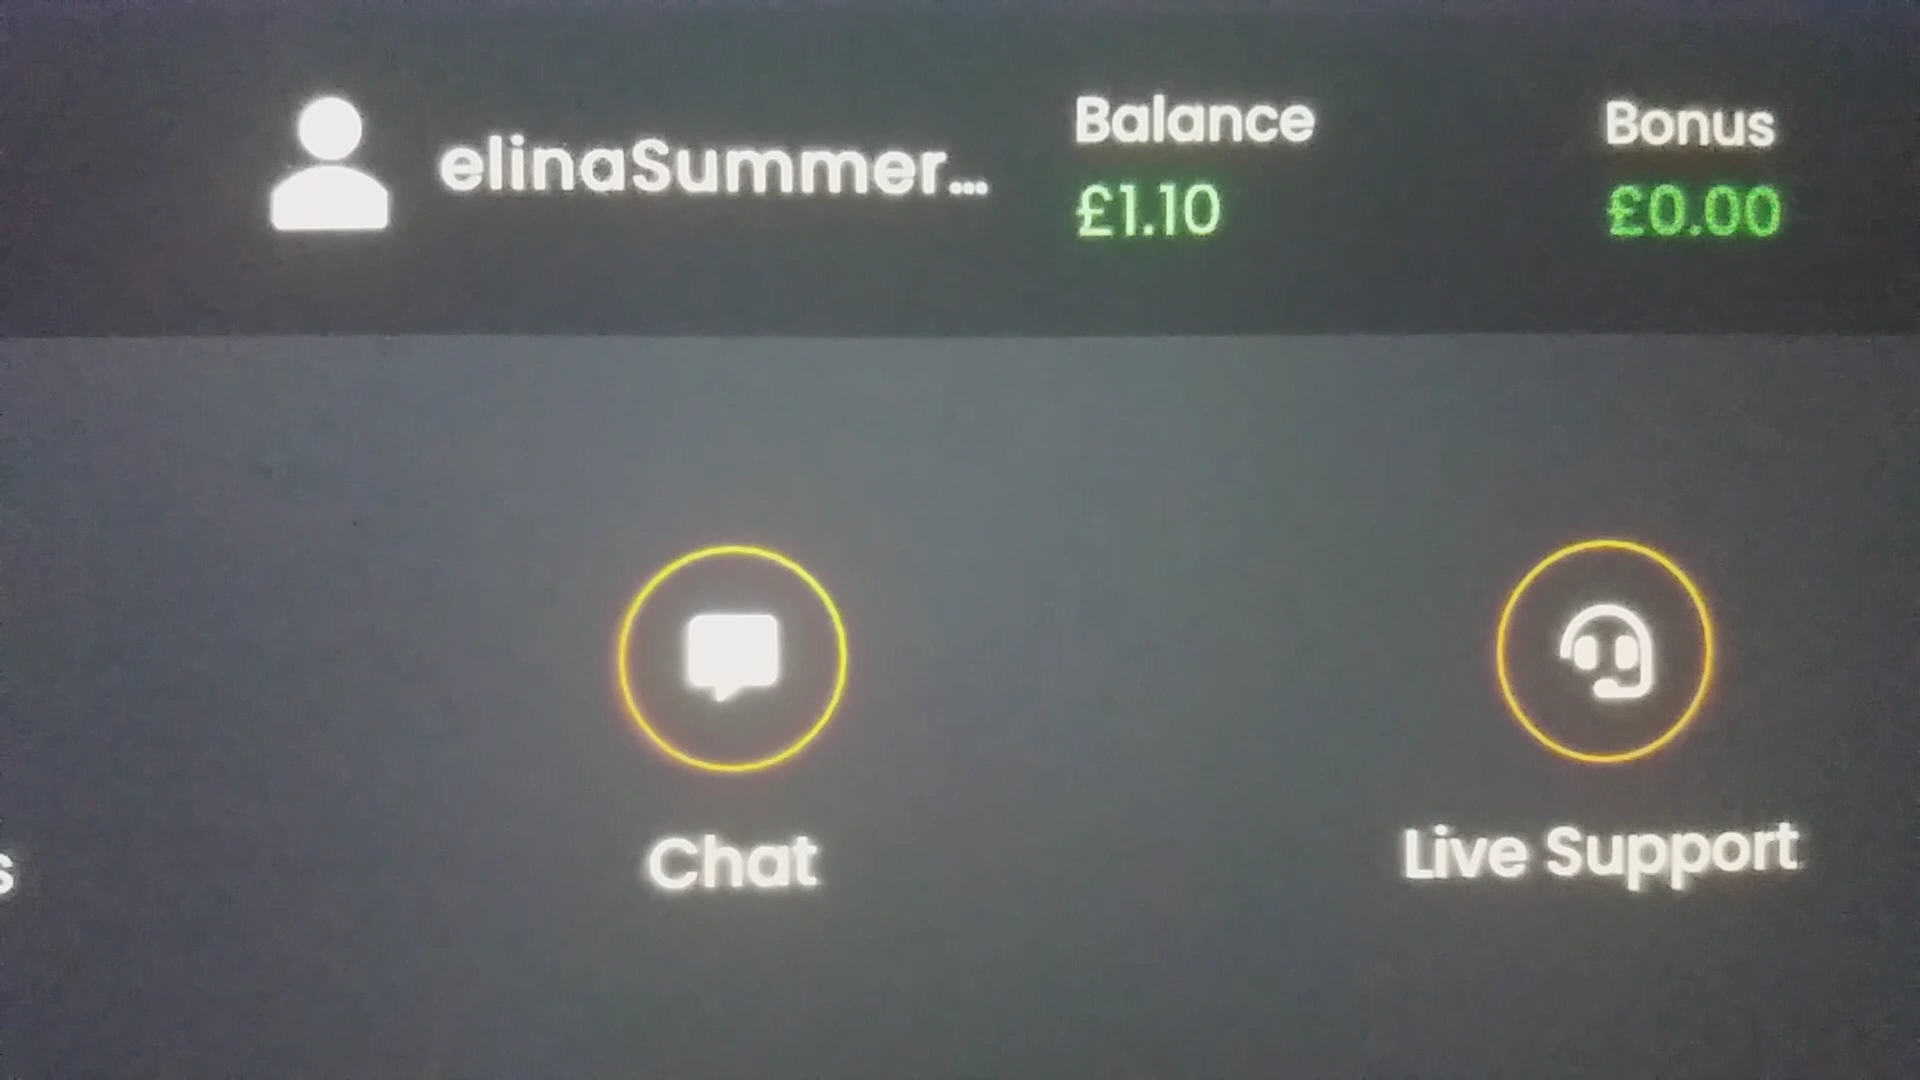 elinaSummer...
Balance
£1.10
Bonus
£0.00
s
Chat
Live Support